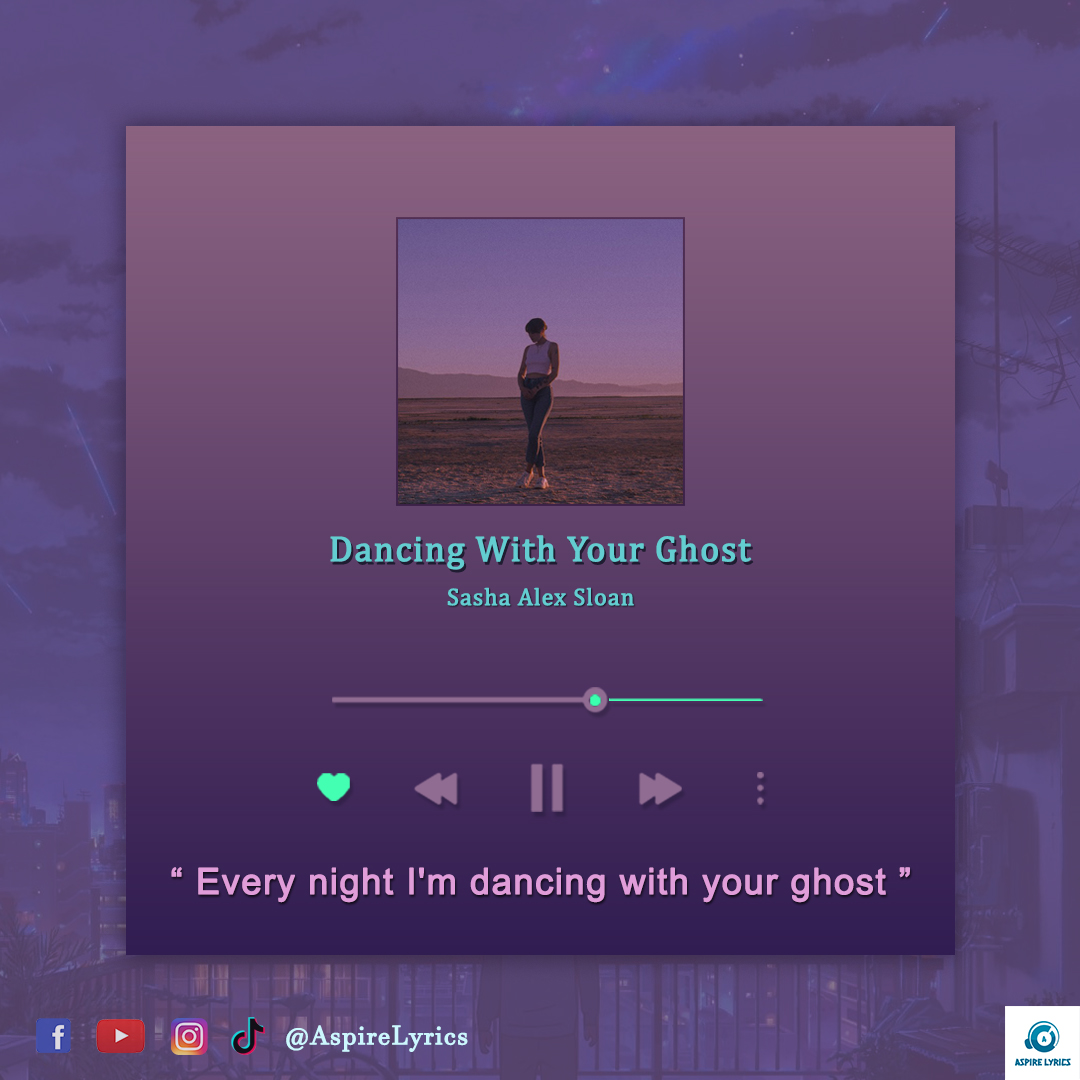 Dancing With Your Ghost
Sasha Alex Sloan
“ Every night I'm dancing with your ghost ”
@AspireLyrics
ASPIRE LYRICS